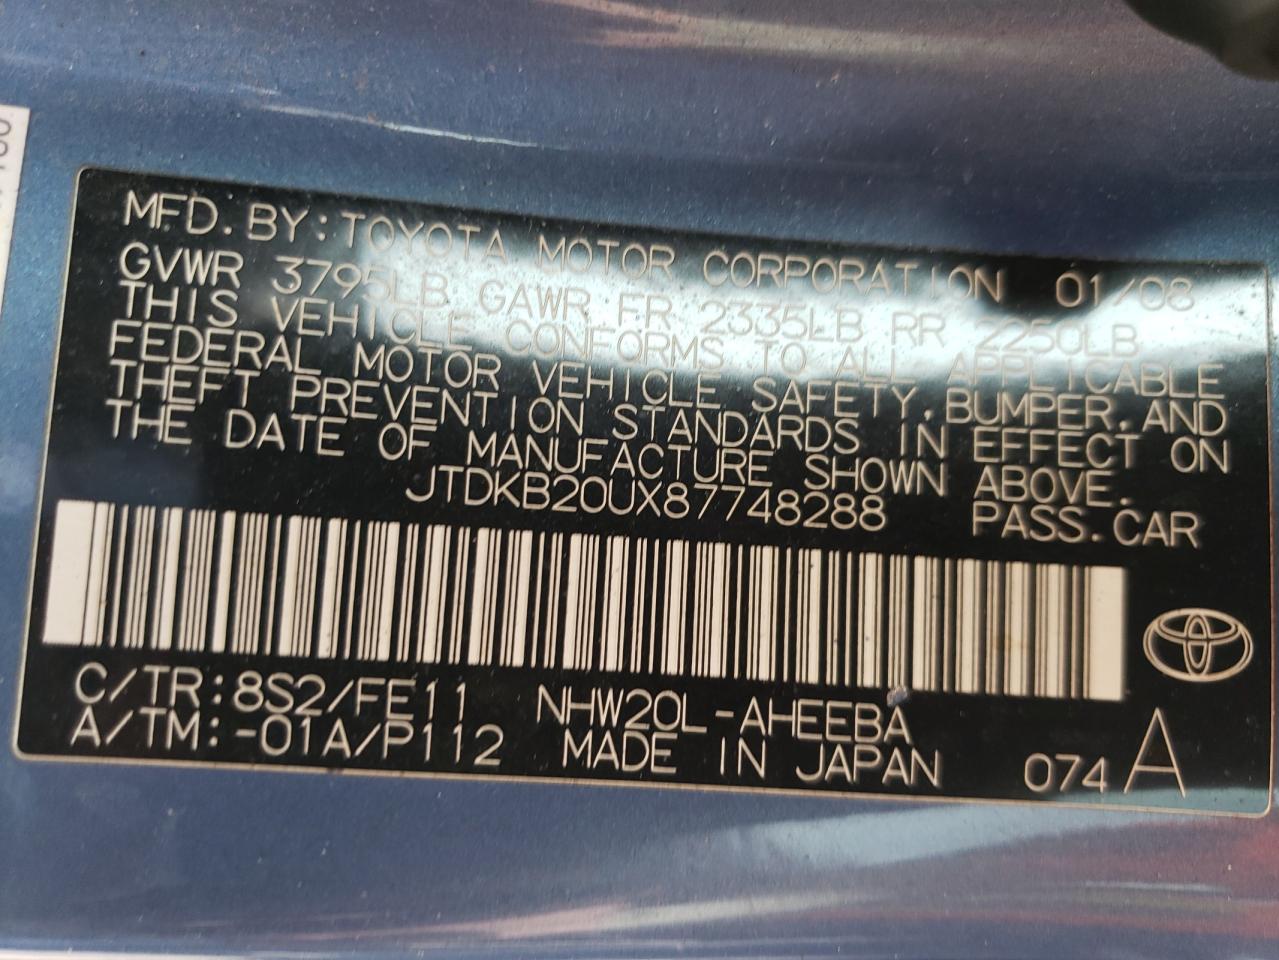 MFD. BY: TOYOTA MOTOR CORPORATION 01/08
GVWR 3795LB GAWR FR 2335LB RR 2250LB
THIS VEHICLE CONFORMS TO ALL APPLICABLE
FEDERAL MOTOR VEHICLE SAFETY, BUMPER, AND
THEFT PREVENTION STANDARDS IN EFFECT ON
THE DATE OF MANUFACTURE SHOWN ABOVE.
JTDKB20UX87748288 PASS. CAR
C/TR:8S2/FE11 NHW20L-AHEEBA
A/TM:-01A/P112 MADE IN JAPAN 074 A